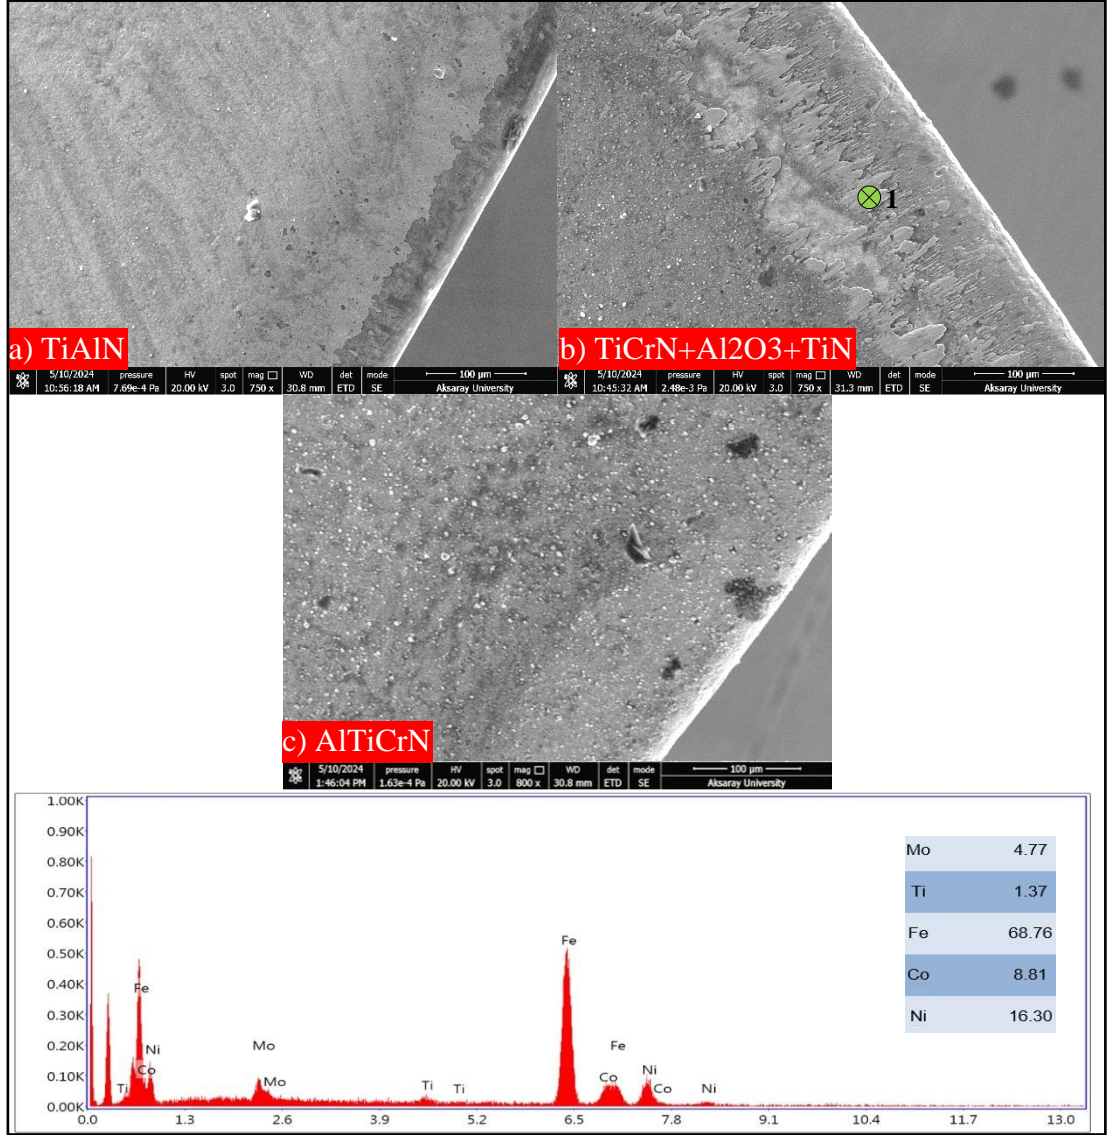 1
a) TiAlN
b) TiCrN+Al2O3+TiN
5/10/2024 pressure HV spot mag WD det mode 100 μm
10:56:18 AM 7.69e-4 Pa 20.00 kV 3.0 750 x 30.8 mm ETD SE Aksaray University
5/10/2024 pressure HV spot mag WD det mode 100 μm
10:45:32 AM 2.48e-3 Pa 20.00 kV 3.0 750 x 31.3 mm ETD SE Aksaray University
c) AlTiCrN
5/10/2024 pressure HV spot mag WD det mode 100 μm
1:46:04 PM 1.63e-4 Pa 20.00 kV 3.0 800 x 30.8 mm ETD SE Aksaray University
1.00K
0.90K
0.80K
0.70K
0.60K
0.50K
0.40K
0.30K
0.20K
0.10K
0.00K
Fe
Ni
Co
Ti
Mo
Mo
Ti
Ti
Fe
Fe
Co
Ni
Co
Ni
Mo 4.77
Ti 1.37
Fe 68.76
Co 8.81
Ni 16.30
0.0 1.3 2.6 3.9 5.2 6.5 7.8 9.1 10.4 11.7 13.0